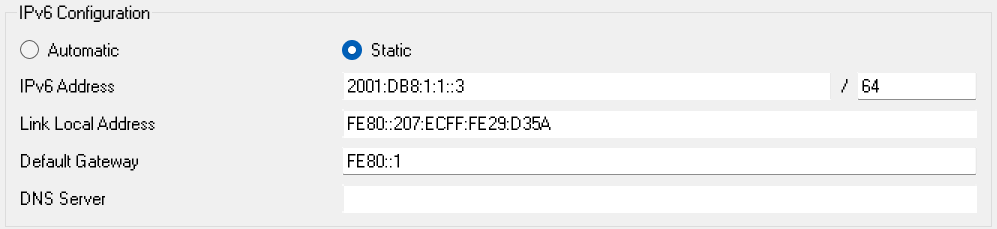 IPv6 Configuration
Automatic Static
IPv6 Address 2001:DB8:1:1::3 / 64
Link Local Address FE80::207:ECFF:FE29:D35A
Default Gateway FE80::1
DNS Server